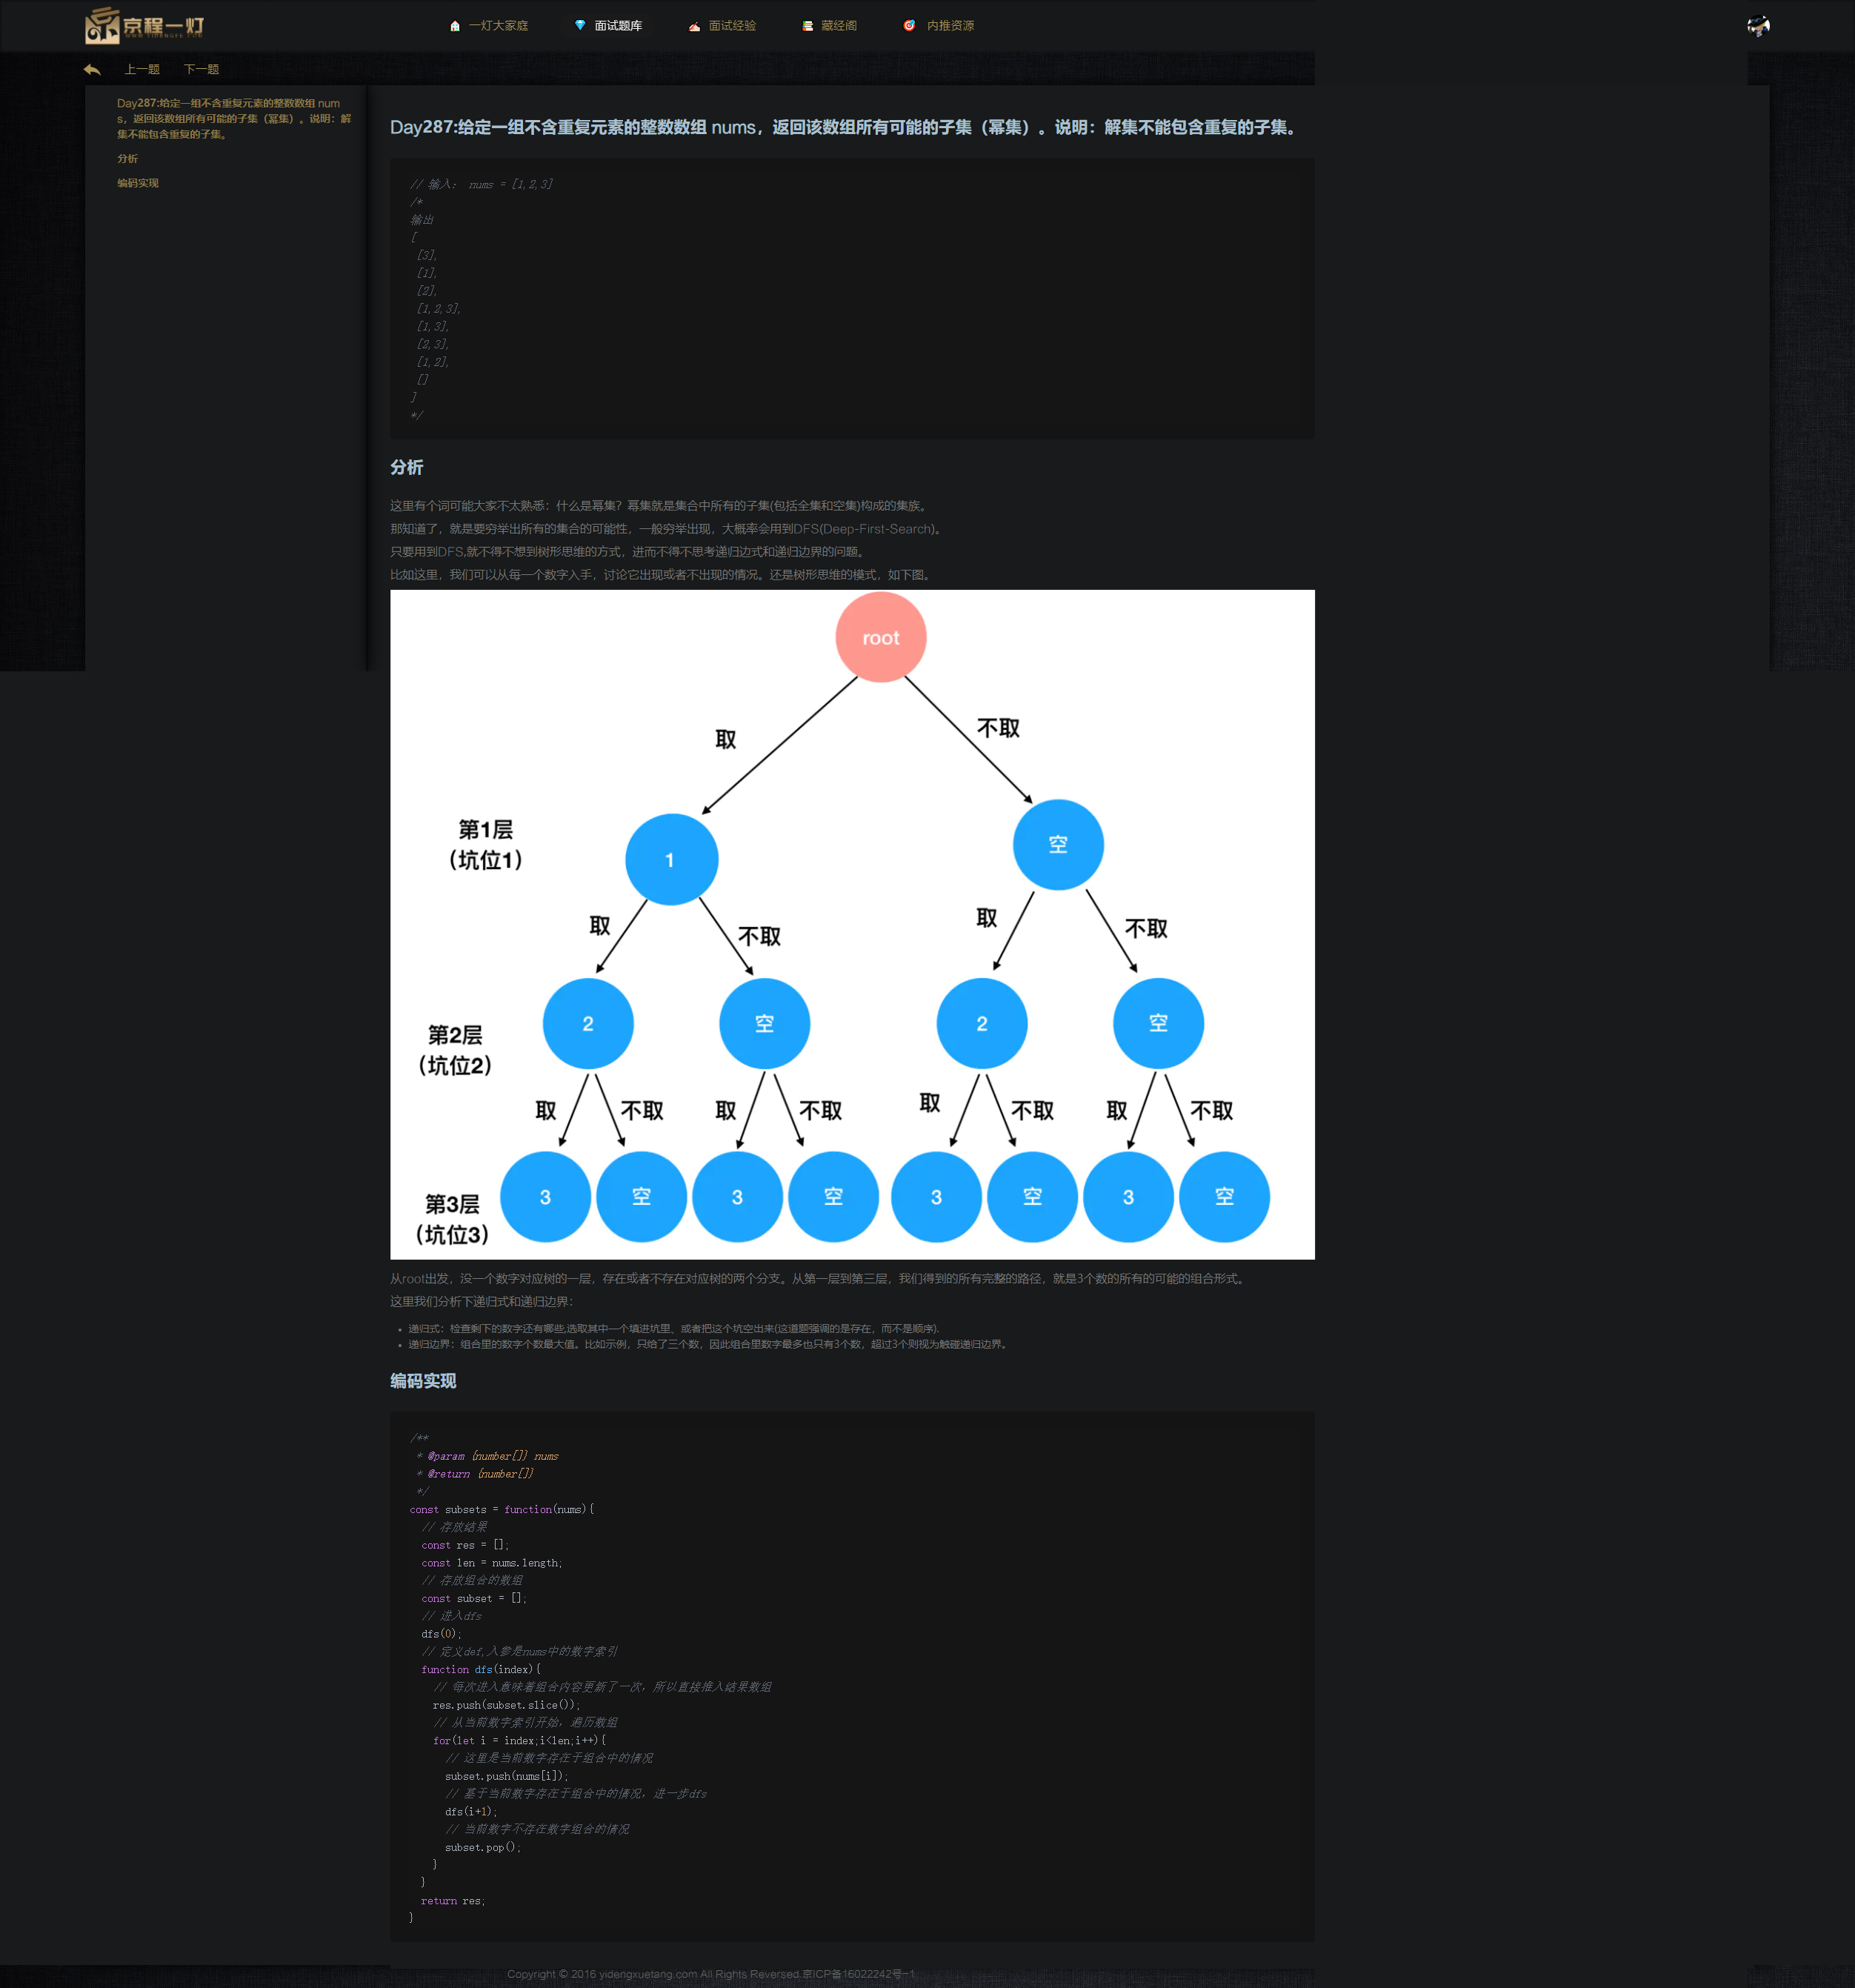 京程一灯
一灯大家庭 面试题库 面试经验 藏经阁 内推资源
上一题 下一题
Day287:给定一组不含重复元素的整数数组 num
s，返回该数组所有可能的子集（幂集）。说明：解
集不能包含重复的子集。
分析
编码实现
Day287:给定一组不含重复元素的整数数组 nums，返回该数组所有可能的子集（幂集）。说明：解集不能包含重复的子集。
// 输入： nums = [1,2,3]
/*
输出
[
[3],
[1],
[2],
[1,2,3],
[1,3],
[2,3],
[1,2],
[]
]
*/
分析
这里有个词可能大家不太熟悉：什么是幂集？幂集就是集合中所有的子集(包括全集和空集)构成的集族。
那知道了，就是要穷举出所有的集合的可能性，一般穷举出现，大概率会用到DFS(Deep-First-Search)。
只要用到DFS,就不得不想到树形思维的方式，进而不得不思考递归边式和递归边界的问题。
比如这里，我们可以从每一个数字入手，讨论它出现或者不出现的情况。还是树形思维的模式，如下图。
root
取 不取
第1层
（坑位1）
1 空
取 不取 取 不取
第2层
（坑位2）
2 空 2 空
取 不取 取 不取 取 不取 取 不取
第3层
（坑位3）
3 空 3 空 3 空 3 空
从root出发，没一个数字对应树的一层，存在或者不存在对应树的两个分支。从第一层到第三层，我们得到的所有完整的路径，就是3个数的所有的可能的组合形式。
这里我们分析下递归式和递归边界：
• 递归式：检查剩下的数字还有哪些,选取其中一个填进坑里、或者把这个坑空出来(这道题强调的是存在，而不是顺序).
• 递归边界：组合里的数字个数最大值。比如示例，只给了三个数，因此组合里数字最多也只有3个数，超过3个则视为触碰递归边界。
编码实现
/**
* @param {number[]} nums
* @return {number[]}
*/
const subsets = function(nums){
// 存放结果
const res = [];
const len = nums.length;
// 存放组合的数组
const subset = [];
// 进入dfs
dfs(0);
// 定义def,入参是nums中的数字索引
function dfs(index){
// 每次进入意味着组合内容更新了一次，所以直接推入结果数组
res.push(subset.slice());
// 从当前数字索引开始，遍历数组
for(let i = index;i<len;i++){
// 这里是当前数字存在于组合中的情况
subset.push(nums[i]);
// 基于当前数字存在于组合中的情况，进一步dfs
dfs(i+1);
// 当前数字不存在数字组合的情况
subset.pop();
}
}
return res;
}
Copyright © 2016 yidengxuetang.com All Rights Reversed.京ICP备16022242号-1